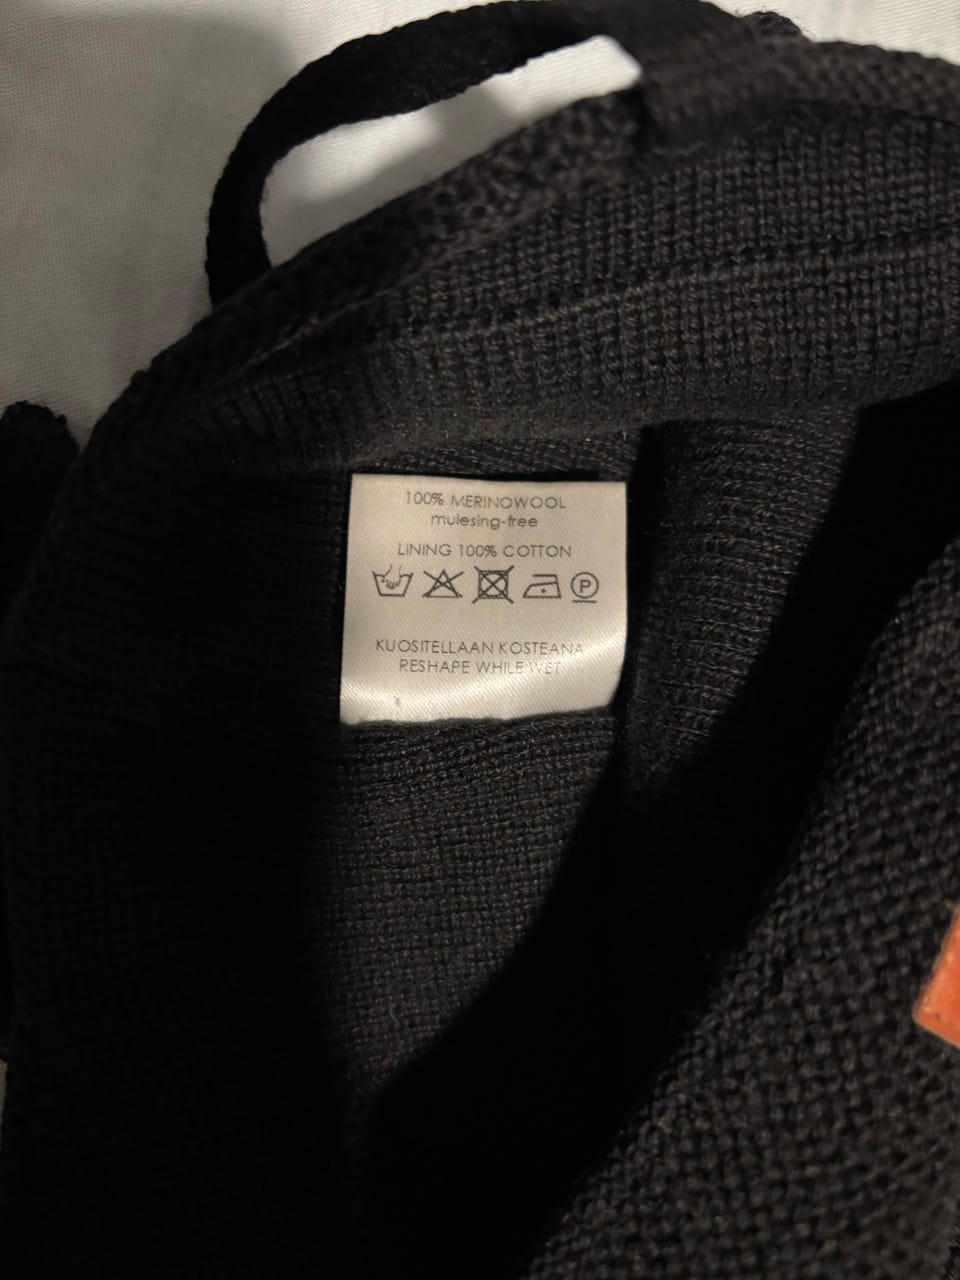 100% MERINOWOOL
mulesing-free
LINING 100% COTTON
P
KUOSITELLAAN KOSTEANA
RESHAPE WHILE WET